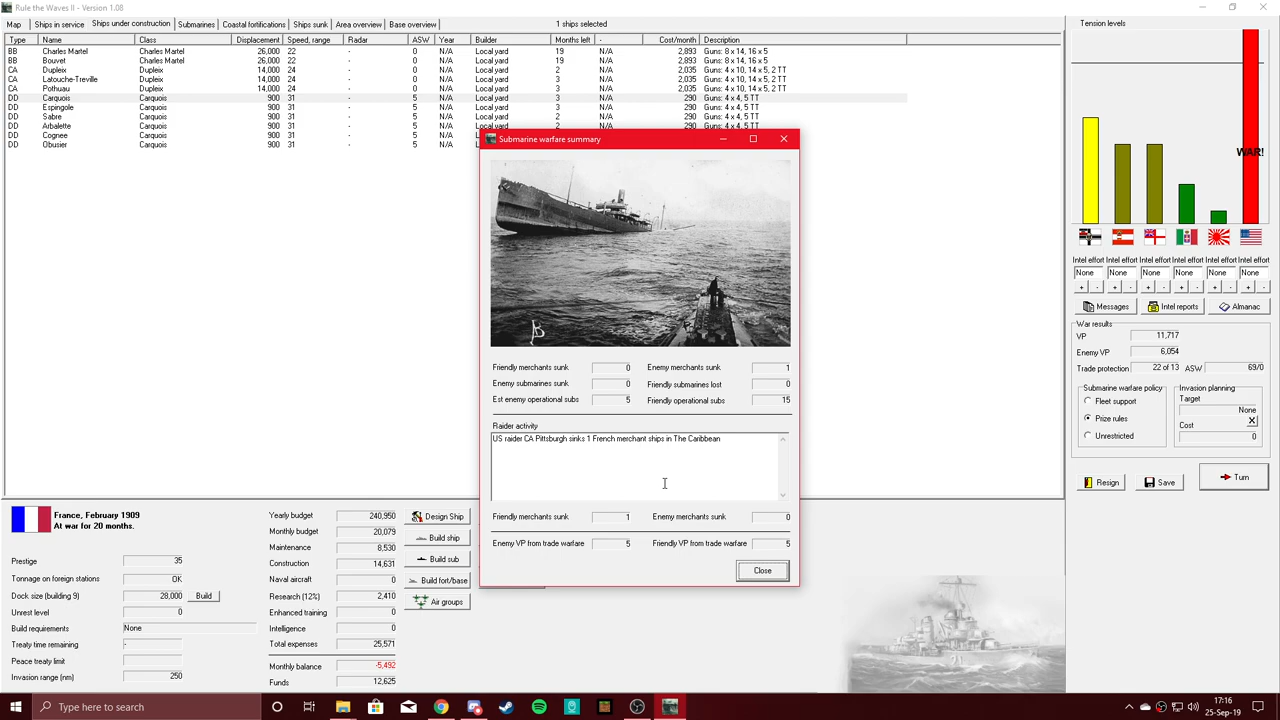 Rule the Waves II - Version 1.08
Map Ships in service Ships under construction Submarines Coastal fortifications Ships sunk Area overview Base overview 1 ships selected
Type Name Class Displacement Speed, range Radar ASW Year Builder Months left - Cost/month Description
BB Charles Martel Charles Martel 26,000 22 - 0 N/A Local yard 19 N/A 2,893 Guns: 8 x 14, 16 x 5
BB Bouvet Charles Martel 26,000 22 - 0 N/A Local yard 19 N/A 2,893 Guns: 8 x 14, 16 x 5
CA Dupleix Dupleix 14,000 24 - 0 N/A Local yard 2 N/A 2,035 Guns: 4 x 10, 14 x 5, 2 TT
CA Latouche-Treville Dupleix 14,000 24 - 0 N/A Local yard 3 N/A 2,035 Guns: 4 x 10, 14 x 5, 2 TT
CA Pothuau Dupleix 14,000 24 - 0 N/A Local yard 3 N/A 2,035 Guns: 4 x 10, 14 x 5, 2 TT
DD Carquois Carquois 900 31 - 5 N/A Local yard 3 N/A 290 Guns: 4 x 4, 5 TT
DD Espingole Carquois 900 31 - 5 N/A Local yard 3 N/A 290 Guns: 4 x 4, 5 TT
DD Sabre Carquois 900 31 - 5 N/A Local yard 2 N/A 290 Guns: 4 x 4, 5 TT
DD Arbalette Carquois 900 31 - 5 N/A Local yard 2 N/A 290 Guns: 4 x 4, 5 TT
DD Cognee Carquois 900 31 - 5 N/A
DD Obusier Carquois 900 31 - 5 N/A
Submarine warfare summary
Friendly merchants sunk 0 Enemy merchants sunk 1
Enemy submarines sunk 0 Friendly submarines lost 0
Est enemy operational subs 5 Friendly operational subs 15
Raider activity
US raider CA Pittsburgh sinks 1 French merchant ships in The Caribbean
Friendly merchants sunk 1 Enemy merchants sunk 0
Enemy VP from trade warfare 5 Friendly VP from trade warfare 5
Close
Tension levels
WAR!
Intel effort Intel effort Intel effort Intel effort Intel effort Intel effort
None None None None None None
+ - + - + - + - + - + -
Messages Intel reports Almanac
War results
VP 11,717
Enemy VP 6,054
Trade protection 22 of 13 ASW 69/0
Submarine warfare policy
Fleet support
Prize rules
Unrestricted
Invasion planning
Target
None
Cost X
0
Resign Save Turn
France, February 1909
At war for 20 months.
Prestige 35
Tonnage on foreign stations OK
Dock size (building 9) 28,000 Build
Unrest level 0
Build requirements None
Treaty time remaining -
Peace treaty limit
Invasion range (nm) 250
Yearly budget 240,950
Monthly budget 20,079
Maintenance 8,530
Construction 14,631
Naval aircraft 0
Research (12%) 2,410
Enhanced training 0
Intelligence 0
Total expenses 25,571
Monthly balance -5,492
Funds 12,625
Design Ship
Build ship
Build sub
Build fort/base
Air groups
Type here to search
17:16
25-Sep-19